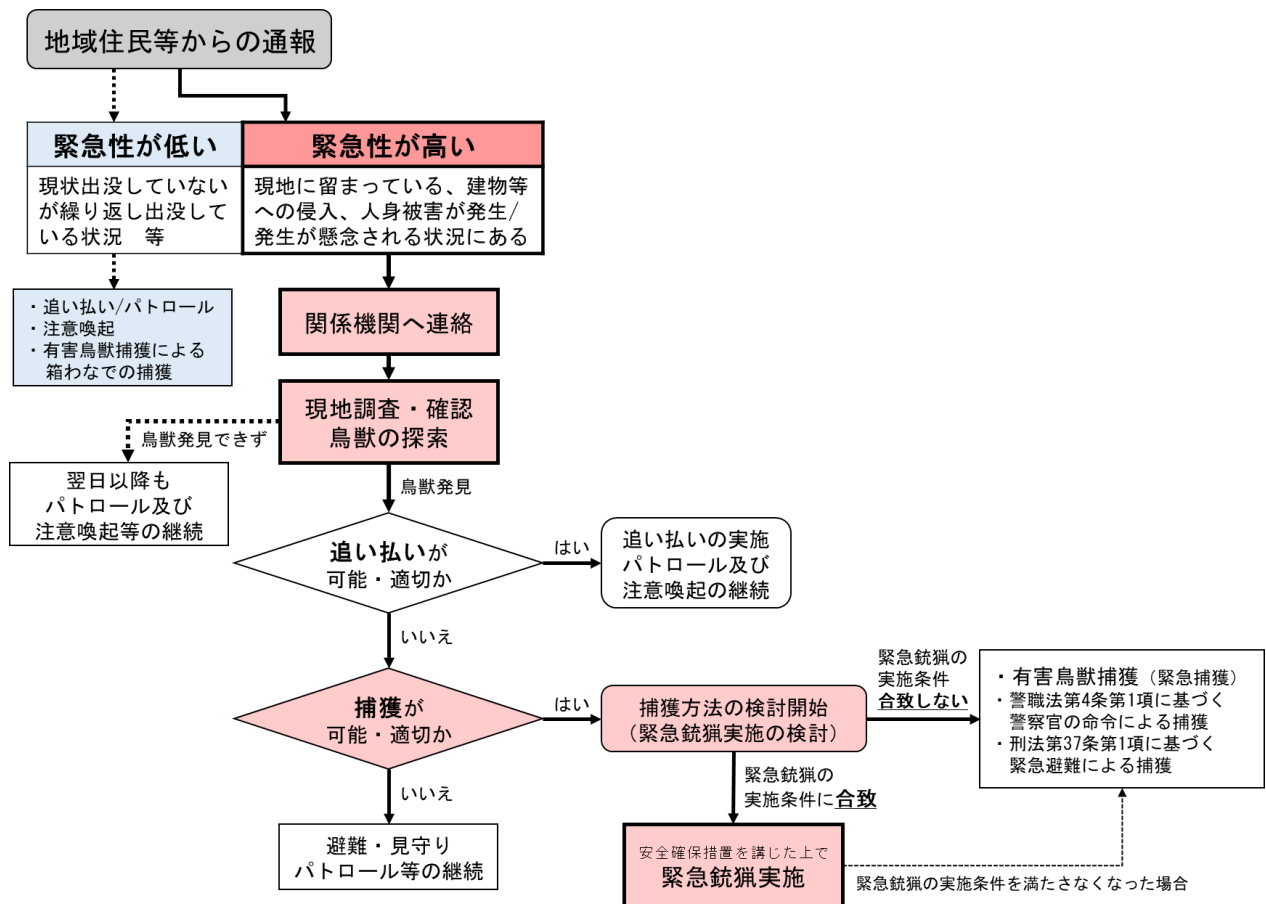 地域住民等からの通報
緊急性が低い
現状出没していない
が繰り返し出没して
いる状況　等
緊急性が高い
現地に留まっている、建物等
への侵入、人身被害が発生/
発生が懸念される状況にある
・追い払い/パトロール
・注意喚起
・有害鳥獣捕獲による
箱わなでの捕獲
関係機関へ連絡
現地調査・確認
鳥獣の探索
鳥獣発見できず
翌日以降も
パトロール及び
注意喚起等の継続
鳥獣発見
追い払いが
可能・適切か
はい
追い払いの実施
パトロール及び
注意喚起の継続
いいえ
捕獲が
可能・適切か
はい
捕獲方法の検討開始
（緊急銃猟実施の検討）
緊急銃猟の
実施条件
合致しない
・有害鳥獣捕獲（緊急捕獲）
・警職法第4条第1項に基づく
警察官の命令による捕獲
・刑法第37条第1項に基づく
緊急避難による捕獲
いいえ
避難・見守り
パトロール等の継続
緊急銃猟の
実施条件に合致
安全確保措置を講じた上で
緊急銃猟実施
緊急銃猟の実施条件を満たさなくなった場合